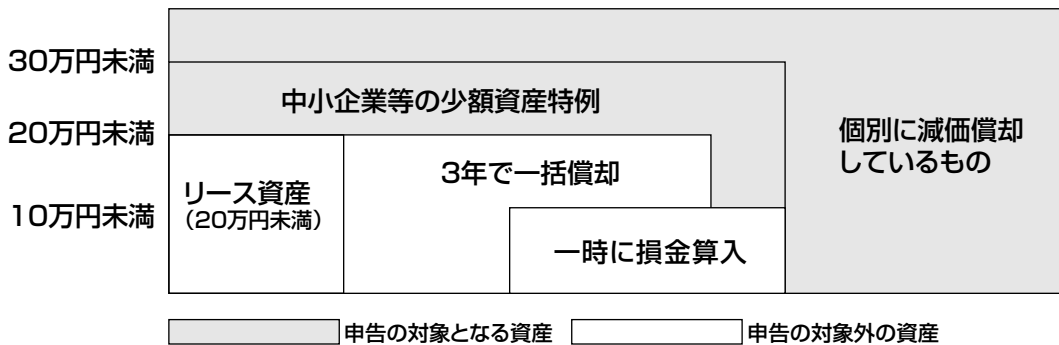 30万円未満
中小企業等の少額資産特例
20万円未満
個別に減価償却
しているもの
3年で一括償却
リース資産
（20万円未満）
10万円未満
一時に損金算入
申告の対象となる資産
申告の対象外の資産